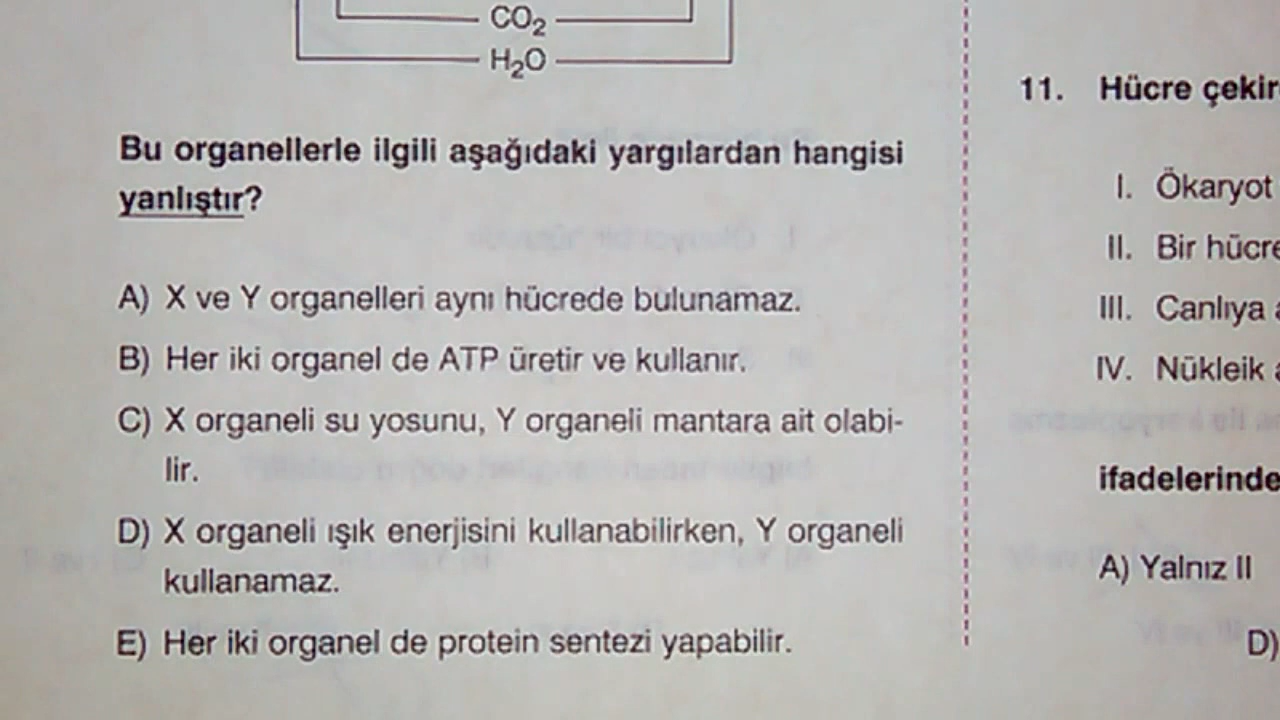 CO₂
H₂O
Bu organellerle ilgili aşağıdaki yargılardan hangisi
yanlıştır?
A) X ve Y organelleri aynı hücrede bulunamaz.
B) Her iki organel de ATP üretir ve kullanır.
C) X organeli su yosunu, Y organeli mantara ait olabi-
lir.
D) X organeli ışık enerjisini kullanabilirken, Y organeli
kullanamaz.
E) Her iki organel de protein sentezi yapabilir.
11. Hücre çekir
I. Ökaryot
II. Bir hücre
III. Canlıya
IV. Nükleik
ifadelerinde
A) Yalnız II
D)